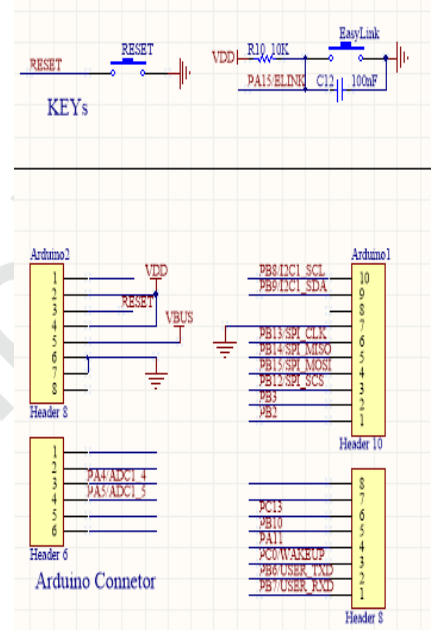 RESET
RESET
KEYs
EasyLink
VDD
R10 10K
PA15/ELINK
C12 100nF
Arduino2
1
2
3
4
5
6
7
8
VDD
RESET
VBUS
Header 8
1
2
3
4
5
6
PA4/ADC1_4
PA5/ADC1_5
Header 6
Arduino Connetor
Arduino1
PB8/I2C1_SCL
PB9/I2C1_SDA
PB13/SPI_CLK
PB14/SPI_MISO
PB15/SPI_MOSI
PB12/SPI_SCS
PB3
PB2
10
9
8
7
6
5
4
3
2
1
Header 10
PC13
PB10
PA11
PC0/WAKEUP
PB6/USER_TXD
PB7/USER_RXD
8
7
6
5
4
3
2
1
Header 8